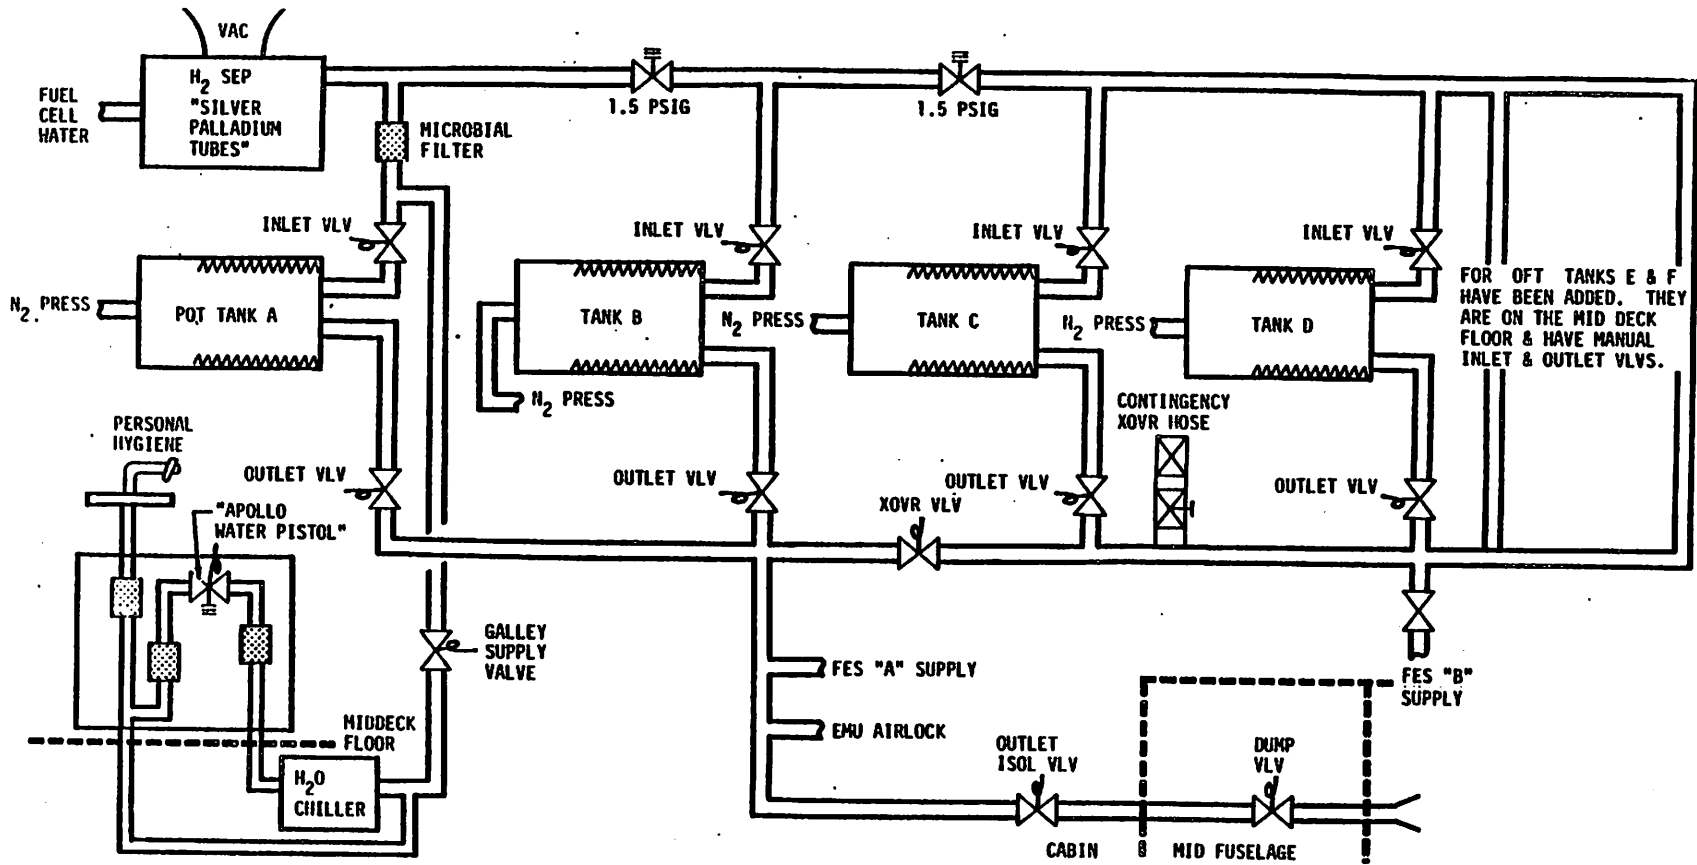 VAC
H2 SEP
"SILVER
PALLADIUM
TUBES"
FUEL
CELL
WATER
1.5 PSIG
1.5 PSIG
MICROBIAL
FILTER
INLET VLV
INLET VLV
INLET VLV
INLET VLV
FOR OFT TANKS E & F
HAVE BEEN ADDED. THEY
ARE ON THE MID DECK
FLOOR & HAVE MANUAL
INLET & OUTLET VLVS.
N2 PRESS
POT TANK A
TANK B
N2 PRESS
TANK C
N2 PRESS
TANK D
N2 PRESS
CONTINGENCY
XOVR HOSE
PERSONAL
HYGIENE
OUTLET VLV
OUTLET VLV
OUTLET VLV
OUTLET VLV
XOVR VLV
"APOLLO
WATER PISTOL"
GALLEY
SUPPLY
VALVE
FES "A" SUPPLY
FES "B"
SUPPLY
EMU AIRLOCK
MIDDECK
FLOOR
H2O
CHILLER
OUTLET
ISOL VLV
DUMP
VLV
CABIN
MID FUSELAGE